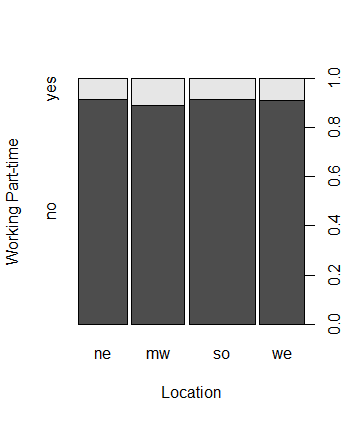 Working Part-time
yes
no
1.0
0.8
0.6
0.4
0.2
0.0
ne mw so we
Location